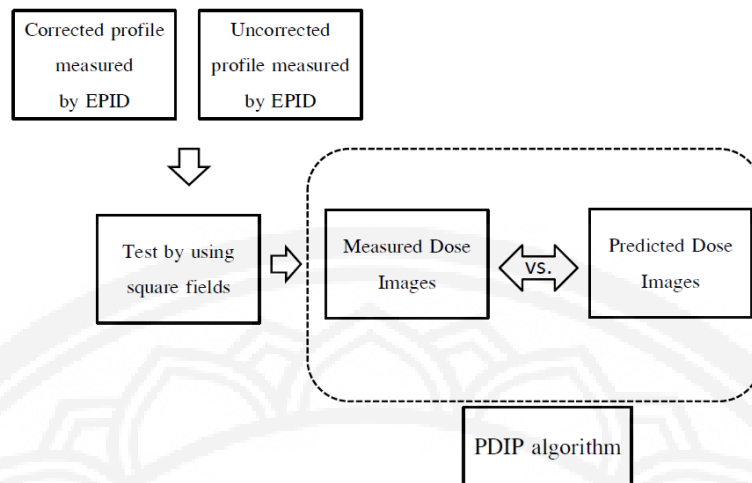 Corrected profile
measured
by EPID
Uncorrected
profile measured
by EPID
Test by using
square fields
Measured Dose
Images
vs.
Predicted Dose
Images
PDIP algorithm